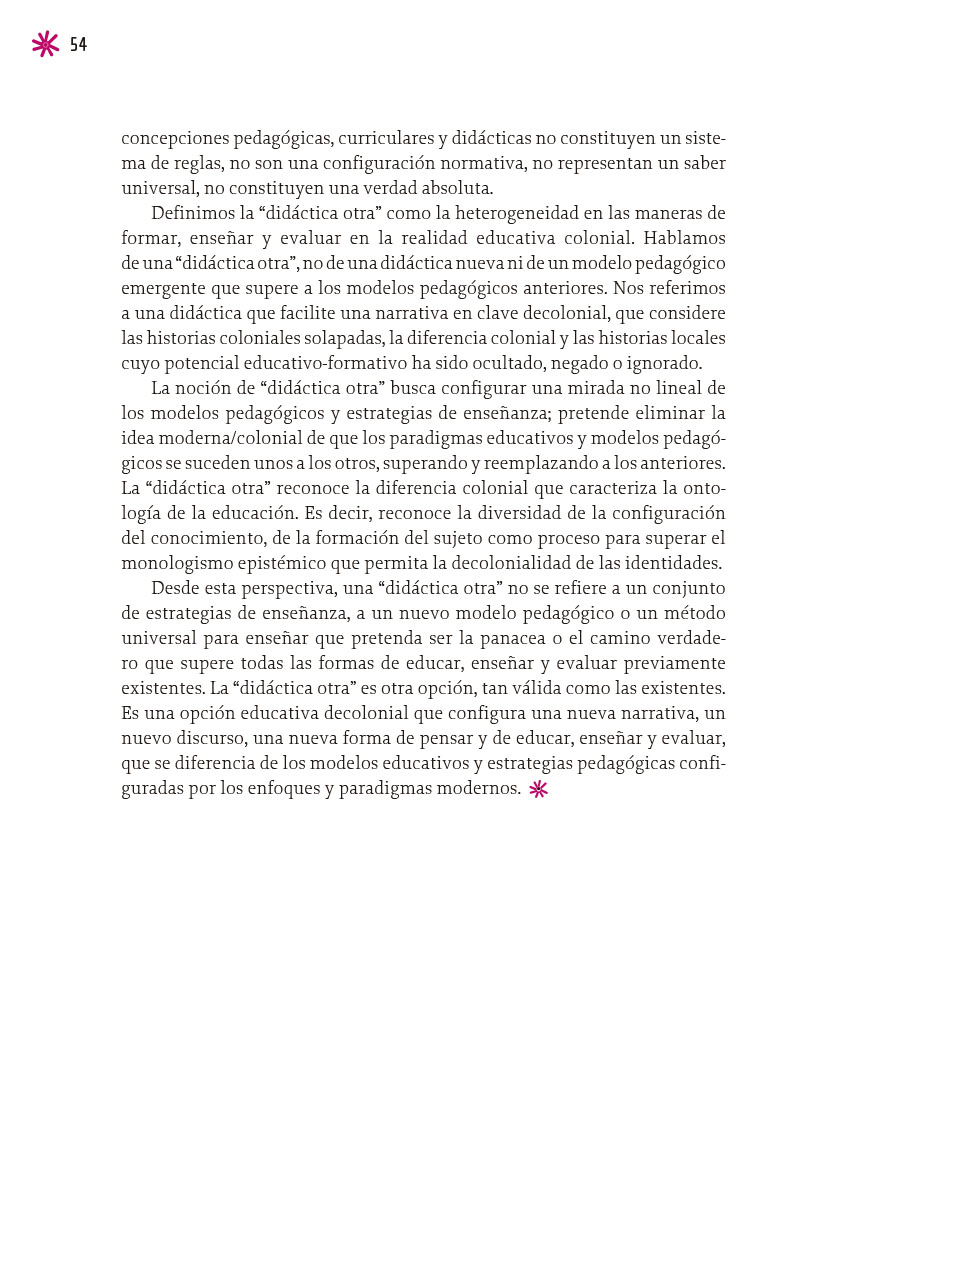 54
concepciones pedagógicas, curriculares y didácticas no constituyen un siste-
ma de reglas, no son una configuración normativa, no representan un saber
universal, no constituyen una verdad absoluta.
Definimos la “didáctica otra” como la heterogeneidad en las maneras de
formar, enseñar y evaluar en la realidad educativa colonial. Hablamos
de una “didáctica otra”, no de una didáctica nueva ni de un modelo pedagógico
emergente que supere a los modelos pedagógicos anteriores. Nos referimos
a una didáctica que facilite una narrativa en clave decolonial, que considere
las historias coloniales solapadas, la diferencia colonial y las historias locales
cuyo potencial educativo-formativo ha sido ocultado, negado o ignorado.
La noción de “didáctica otra” busca configurar una mirada no lineal de
los modelos pedagógicos y estrategias de enseñanza; pretende eliminar la
idea moderna/colonial de que los paradigmas educativos y modelos pedagó-
gicos se suceden unos a los otros, superando y reemplazando a los anteriores.
La “didáctica otra” reconoce la diferencia colonial que caracteriza la onto-
logía de la educación. Es decir, reconoce la diversidad de la configuración
del conocimiento, de la formación del sujeto como proceso para superar el
monologismo epistémico que permita la decolonialidad de las identidades.
Desde esta perspectiva, una “didáctica otra” no se refiere a un conjunto
de estrategias de enseñanza, a un nuevo modelo pedagógico o un método
universal para enseñar que pretenda ser la panacea o el camino verdade-
ro que supere todas las formas de educar, enseñar y evaluar previamente
existentes. La “didáctica otra” es otra opción, tan válida como las existentes.
Es una opción educativa decolonial que configura una nueva narrativa, un
nuevo discurso, una nueva forma de pensar y de educar, enseñar y evaluar,
que se diferencia de los modelos educativos y estrategias pedagógicas confi-
guradas por los enfoques y paradigmas modernos.